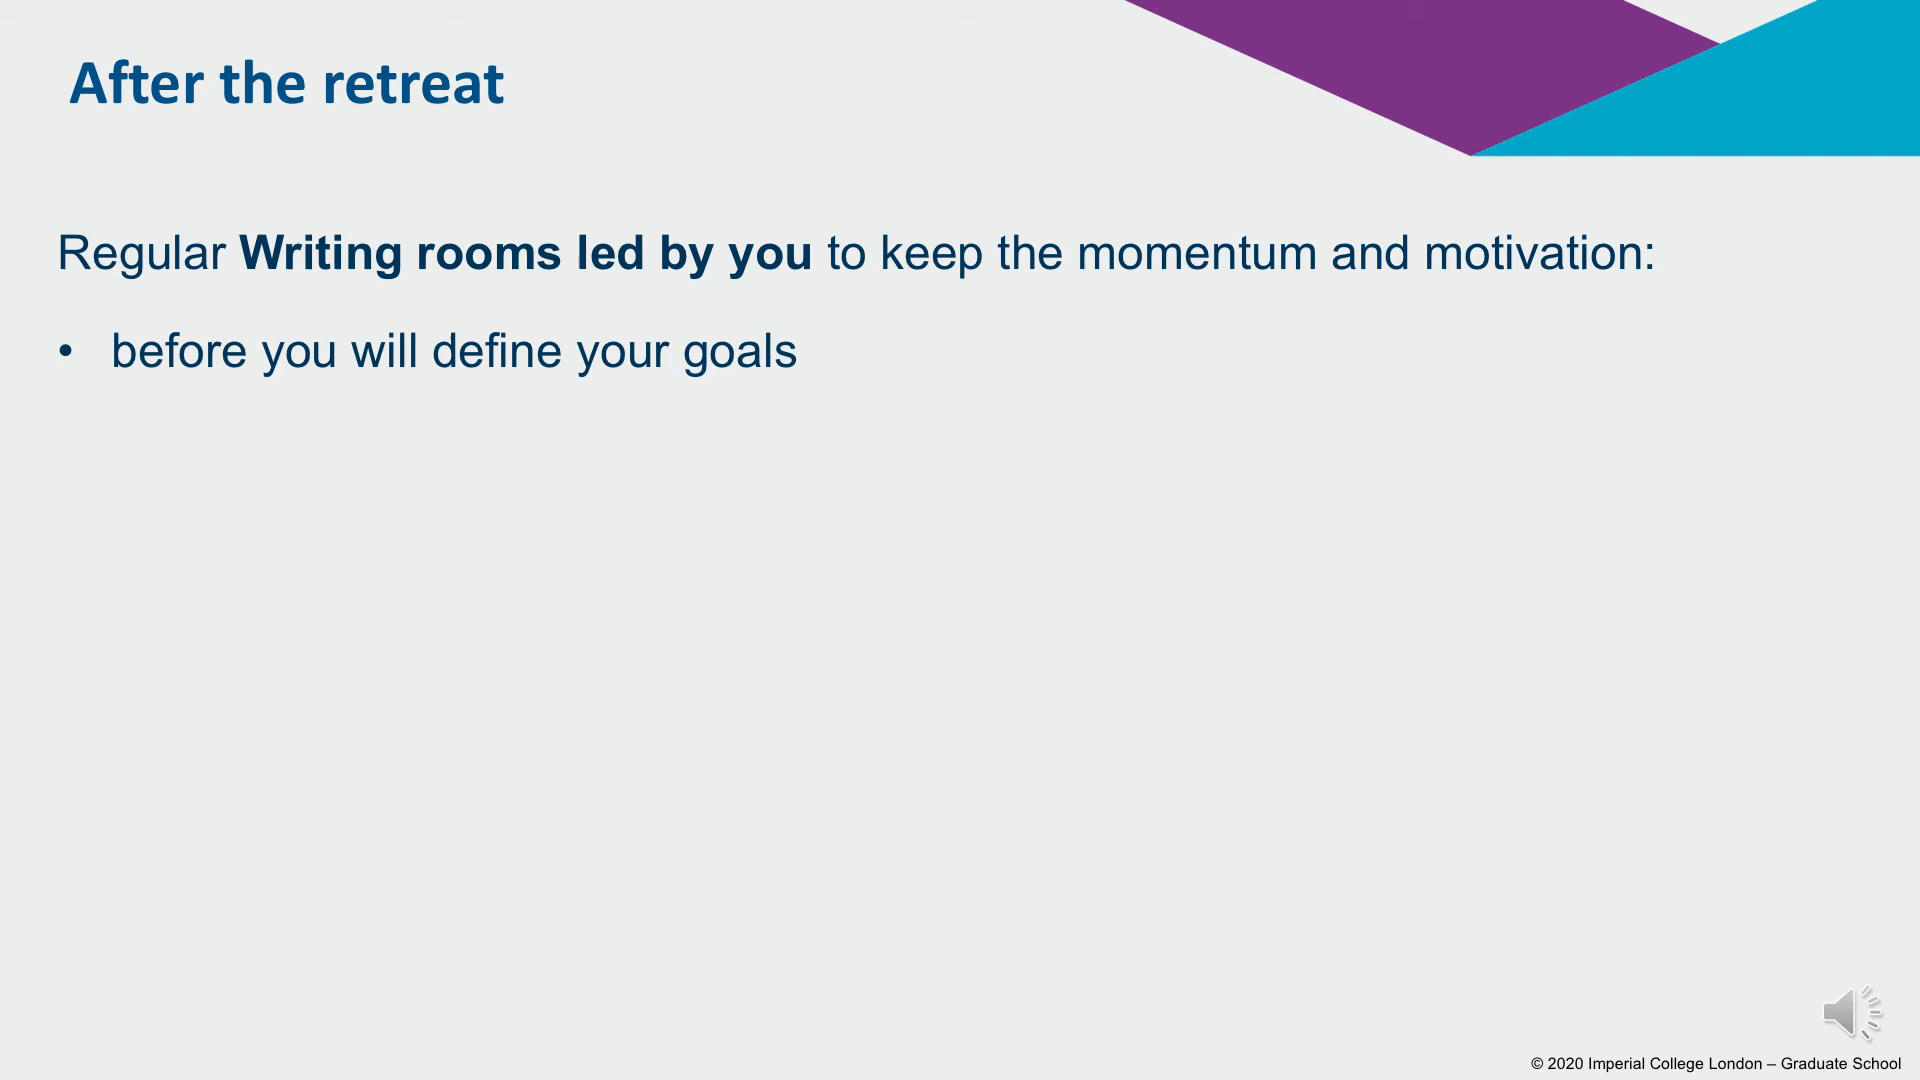 After the retreat
Regular Writing rooms led by you to keep the momentum and motivation:
• before you will define your goals
© 2020 Imperial College London – Graduate School